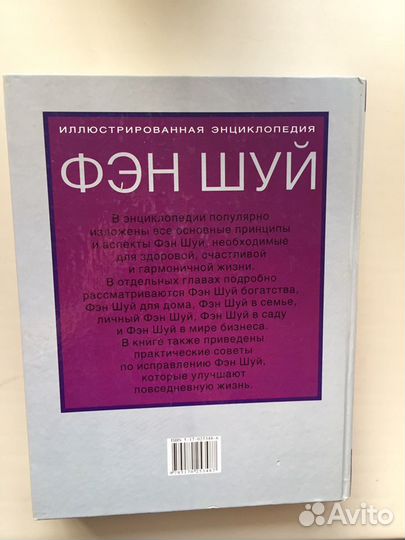 ИЛЛЮСТРИРОВАННАЯ ЭНЦИКЛОПЕДИЯ
ФЭН ШУЙ
В энциклопедии популярно
изложены все основные принципы
и аспекты Фэн Шуй, необходимые
для здоровой, счастливой
и гармоничной жизни.
В отдельных главах подробно
рассматриваются Фэн Шуй богатства,
Фэн Шуй для дома, Фэн Шуй в семье,
личный Фэн Шуй, Фэн Шуй в саду
и Фэн Шуй в мире бизнеса.
В книге также приведены
практические советы
по исправлению Фэн Шуй,
которые улучшают
повседневную жизнь.
Avito